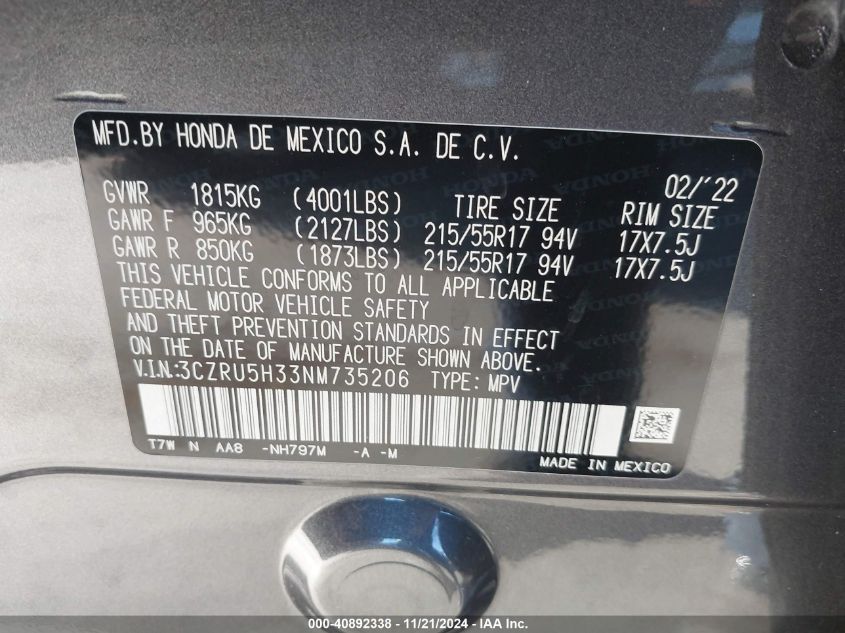 MFD.BY HONDA DE MEXICO S.A. DE C.V.
02/'22
GVWR 1815KG (4001LBS) TIRE SIZE RIM SIZE
GAWR F 965KG (2127LBS) 215/55R17 94V 17X7.5J
GAWR R 850KG (1873LBS) 215/55R17 94V 17X7.5J
THIS VEHICLE CONFORMS TO ALL APPLICABLE
FEDERAL MOTOR VEHICLE SAFETY
AND THEFT PREVENTION STANDARDS IN EFFECT
ON THE DATE OF MANUFACTURE SHOWN ABOVE.
V.I.N.:3CZRU5H33NM735206 TYPE: MPV
T7W N AA8 -NH797M -A -M
MADE IN MEXICO
000-40892338 - 11/21/2024 - IAA, Inc.